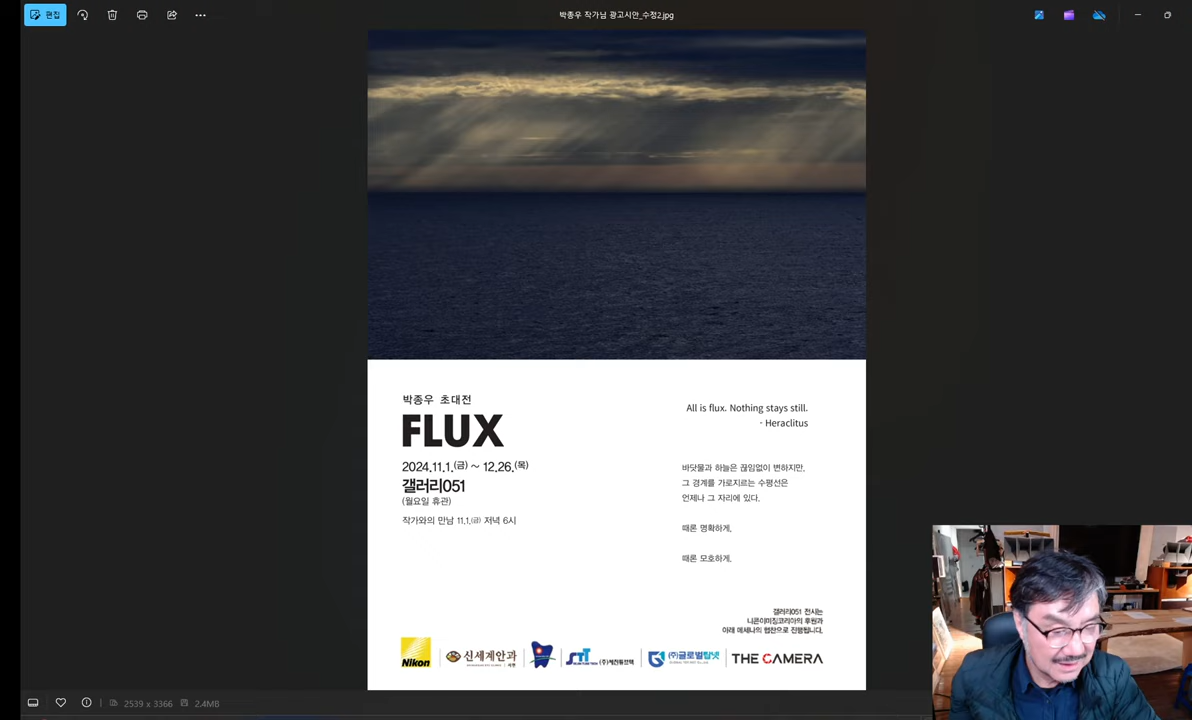 편집
박종우 작가님 광고시안_수정2.jpg
박종우 초대전
FLUX
2024.11.1.(금) ~ 12.26.(목)
갤러리051
(월요일 휴관)
작가와의 만남 11.1.(금) 저녁 6시
All is flux. Nothing stays still.
- Heraclitus
바닷물과 하늘은 끊임없이 변하지만,
그 경계를 가로지르는 수평선은
언제나 그 자리에 있다.
때론 명확하게,
때론 모호하게,
갤러리051 전시는
니콘이미징코리아의 후원과
아래 메세나의 협찬으로 진행됩니다.
Nikon
신세계안과
(주)글로벌탑넷
THE CAMERA
2539 x 3366
2.4MB